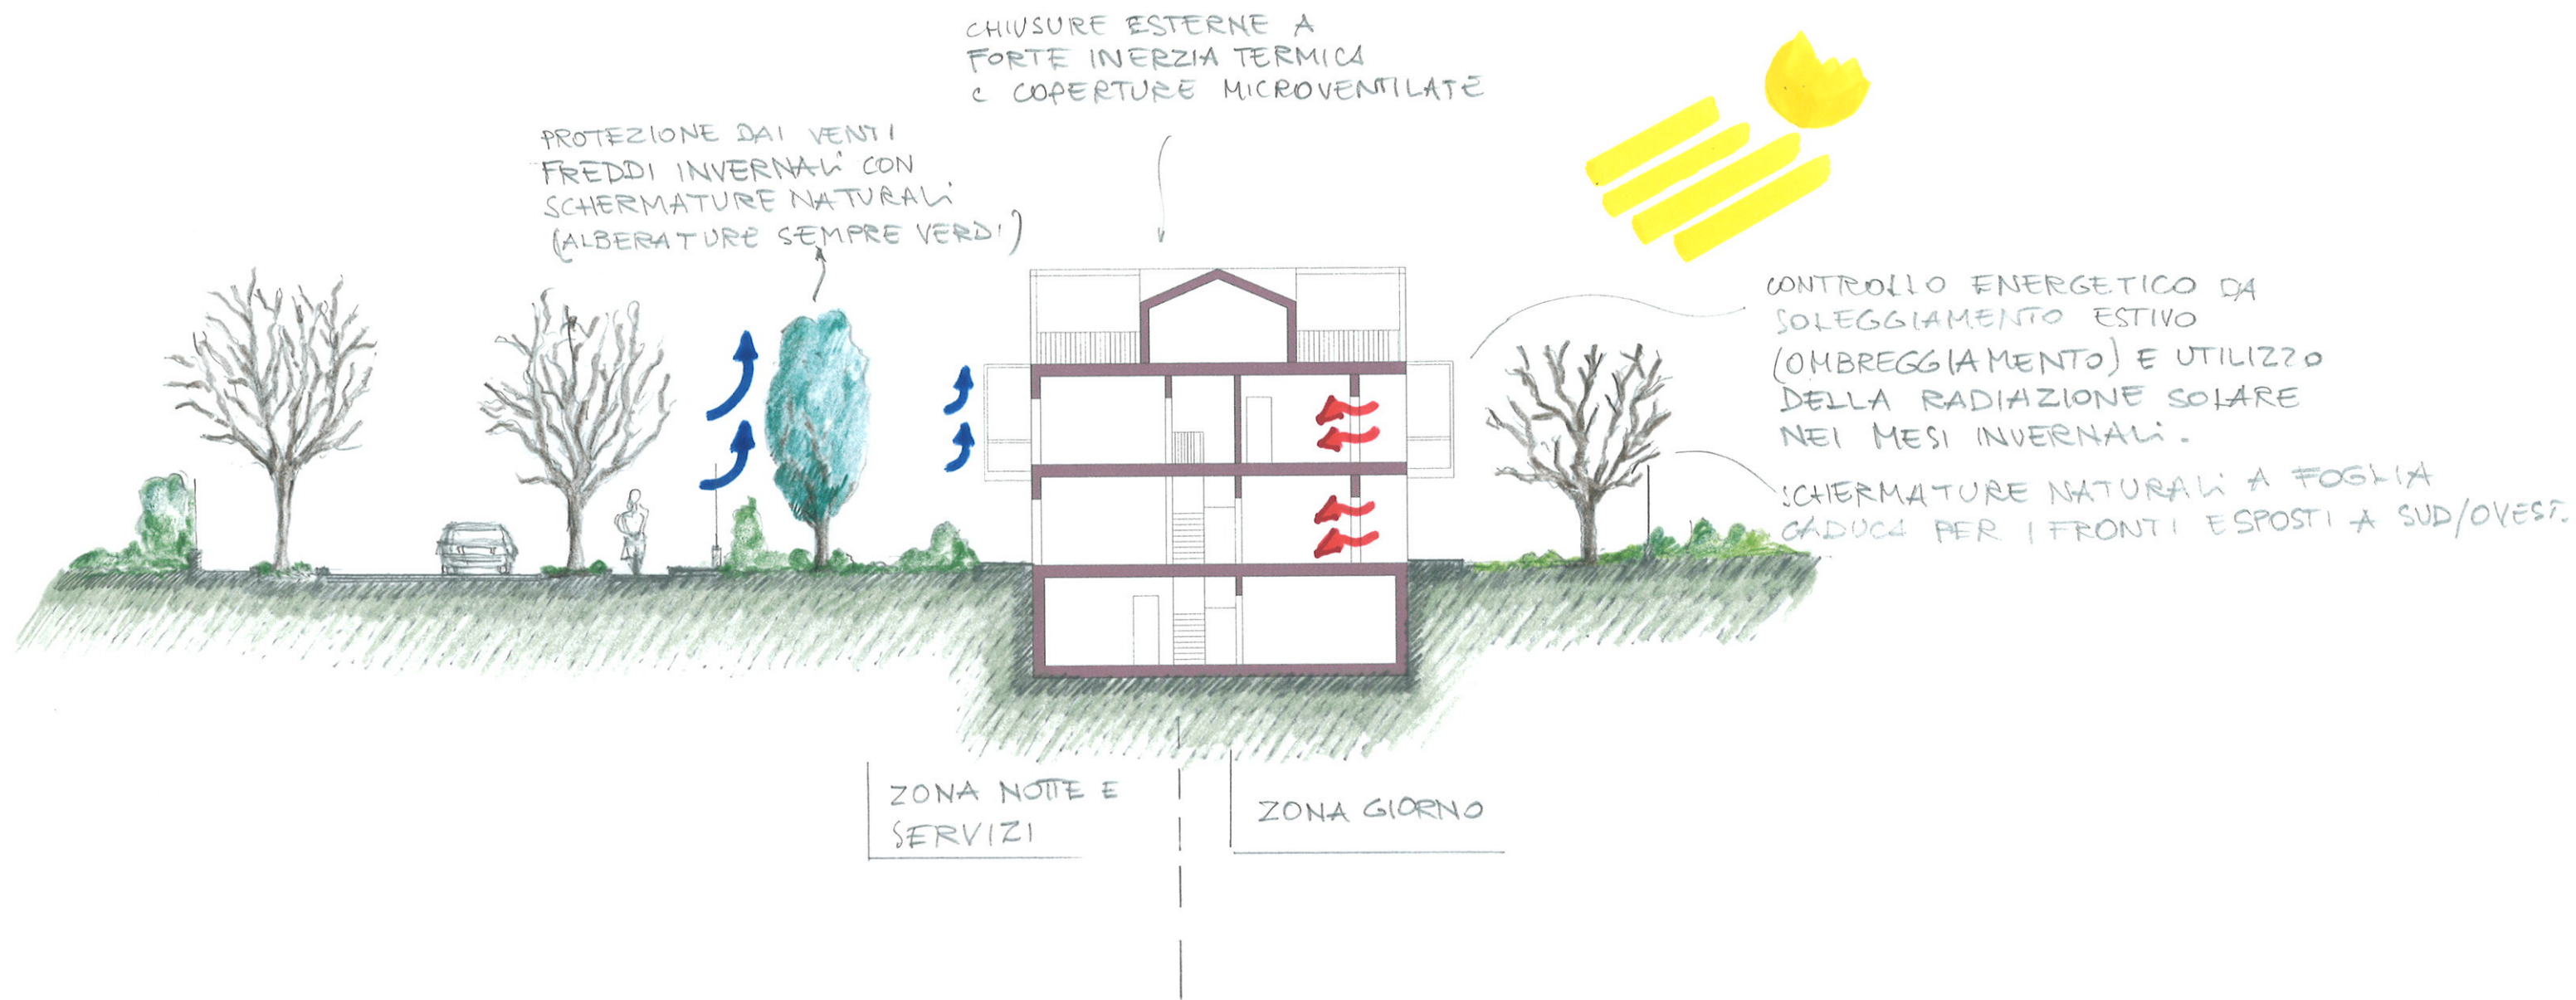 CHIUSURE ESTERNE A
FORTE INERZIA TERMICA
e COPERTURE MICROVENTILATE
PROTEZIONE DAI VENTI
FREDDI INVERNALI CON
SCHERMATURE NATURALI
(ALBERATURE SEMPRE VERDI)
CONTROLLO ENERGETICO DA
SOLEGGIAMENTO ESTIVO
(OMBREGGIAMENTO) E UTILIZZO
DELLA RADIAZIONE SOLARE
NEI MESI INVERNALI.
SCHERMATURE NATURALI A FOGLIA
CADUCA PER I FRONTI ESPOSTI A SUD/OVEST.
ZONA NOTTE E
SERVIZI
ZONA GIORNO